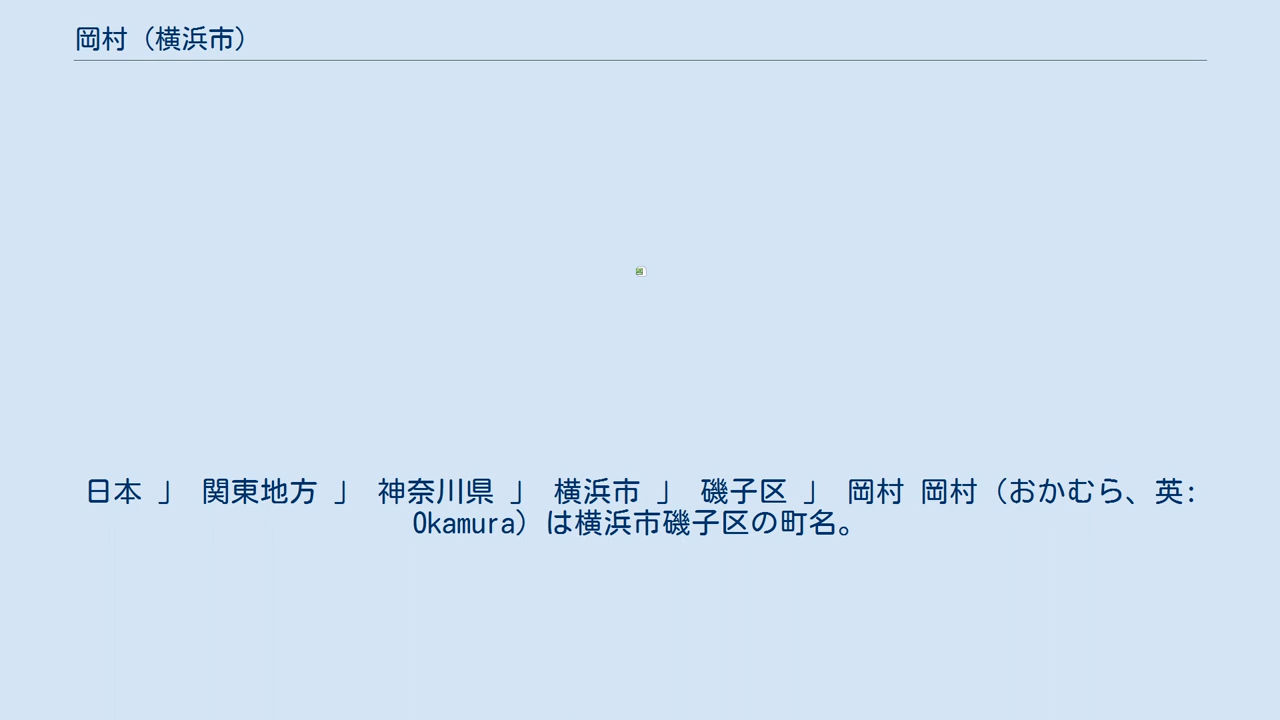 岡村（横浜市）
日本 」 関東地方 」 神奈川県 」 横浜市 」 磯子区 」 岡村 岡村（おかむら、英:
Okamura）は横浜市磯子区の町名。